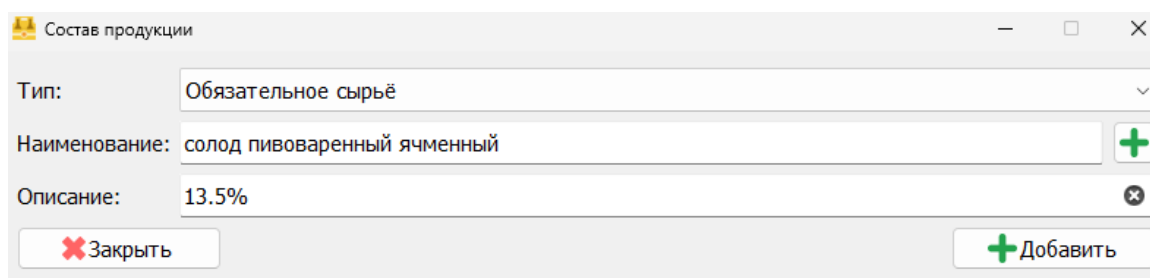 Состав продукции
Тип: Обязательное сырьё
Наименование: солод пивоваренный ячменный
Описание: 13.5%
Закрыть Добавить